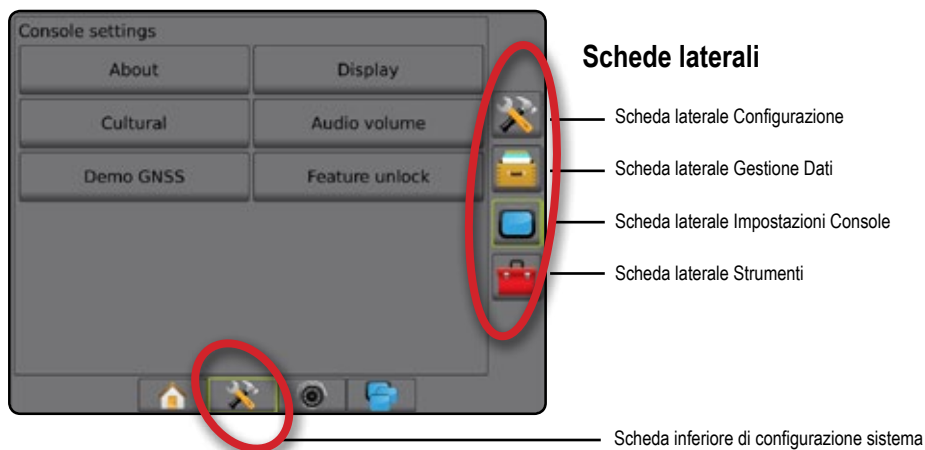 Console settings
About
Display
Cultural
Audio volume
Demo GNSS
Feature unlock
Schede laterali
Scheda laterale Configurazione
Scheda laterale Gestione Dati
Scheda laterale Impostazioni Console
Scheda laterale Strumenti
Scheda inferiore di configurazione sistema